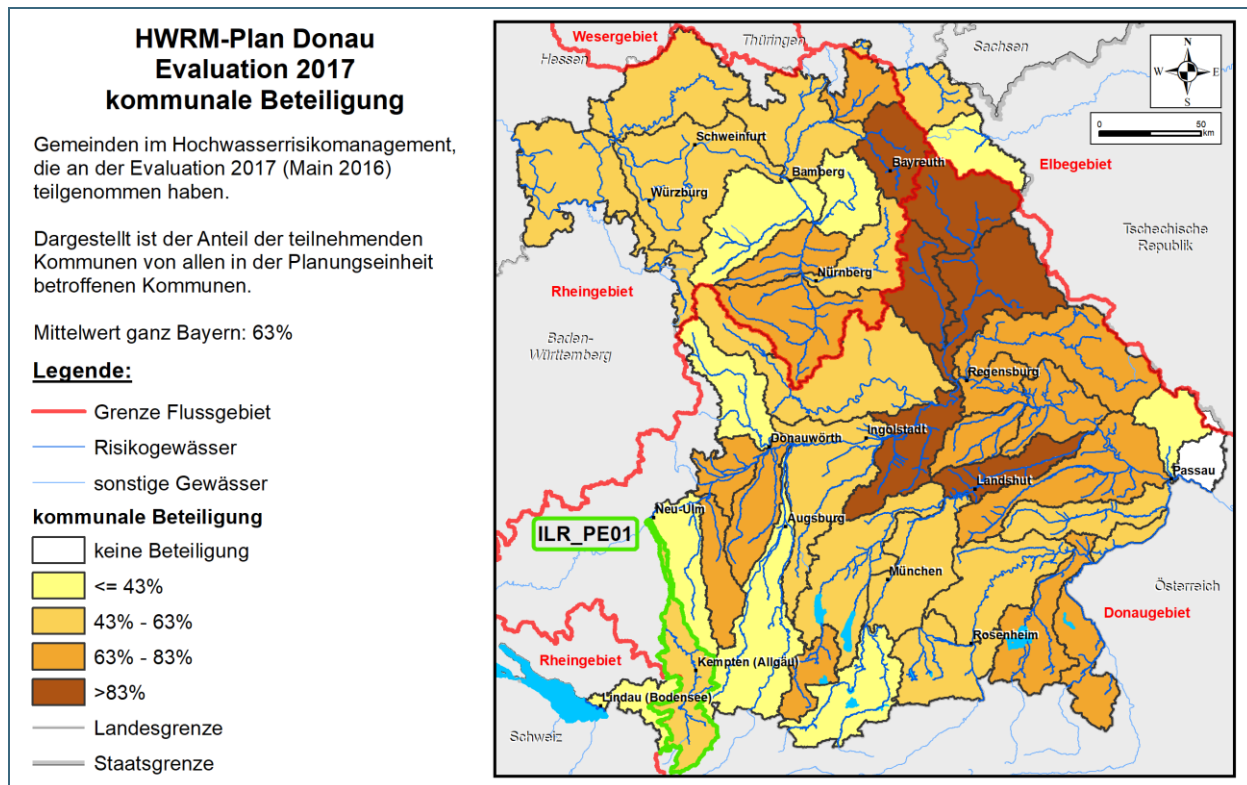 HWRM-Plan Donau
Evaluation 2017
kommunale Beteiligung
Gemeinden im Hochwasserrisikomanagement,
die an der Evaluation 2017 (Main 2016)
teilgenommen haben.
Dargestellt ist der Anteil der teilnehmenden
Kommunen von allen in der Planungseinheit
betroffenen Kommunen.
Mittelwert ganz Bayern: 63%
Legende:
Grenze Flussgebiet
Risikogewässer
sonstige Gewässer
kommunale Beteiligung
keine Beteiligung
<= 43%
43% - 63%
63% - 83%
>83%
Landesgrenze
Staatsgrenze
Wesergebiet
Thüringen
Hessen
Sachsen
N
W
E
S
0
50
km
Schweinfurt
Bayreuth
Elbegebiet
Bamberg
Würzburg
Tschechische
Republik
Nürnberg
Rheingebiet
Baden-
Württemberg
Regensburg
Ingolstadt
Donauwörth
Passau
Landshut
Neu-Ulm
ILR_PE01
Augsburg
München
Österreich
Donaugebiet
Rosenheim
Rheingebiet
Kempten (Allgäu)
Lindau (Bodensee)
Schweiz